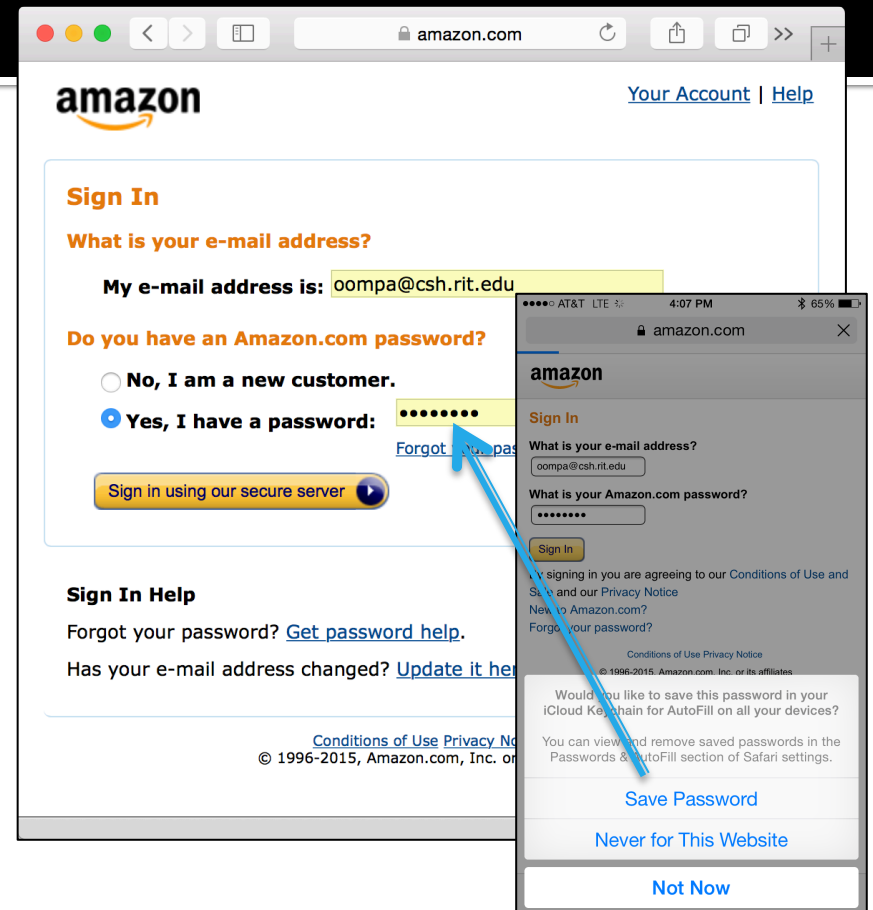 amazon.com
amazon
Your Account | Help
Sign In
What is your e-mail address?
My e-mail address is: oompa@csh.rit.edu
Do you have an Amazon.com password?
No, I am a new customer.
Yes, I have a password: ••••••••
Forgot your pas
Sign in using our secure server
Sign In Help
Forgot your password? Get password help.
Has your e-mail address changed? Update it her
Conditions of Use Privacy No
© 1996-2015, Amazon.com, Inc. or
AT&T LTE 4:07 PM 65%
amazon.com
amazon
Sign In
What is your e-mail address?
oompa@csh.rit.edu
What is your Amazon.com password?
••••••••
Sign In
By signing in you are agreeing to our Conditions of Use and
Sale and our Privacy Notice
New to Amazon.com?
Forgot your password?
Conditions of Use Privacy Notice
© 1996-2015, Amazon.com, Inc. or its affiliates
Would you like to save this password in your
iCloud Keychain for AutoFill on all your devices?
You can view and remove saved passwords in the
Passwords & AutoFill section of Safari settings.
Save Password
Never for This Website
Not Now